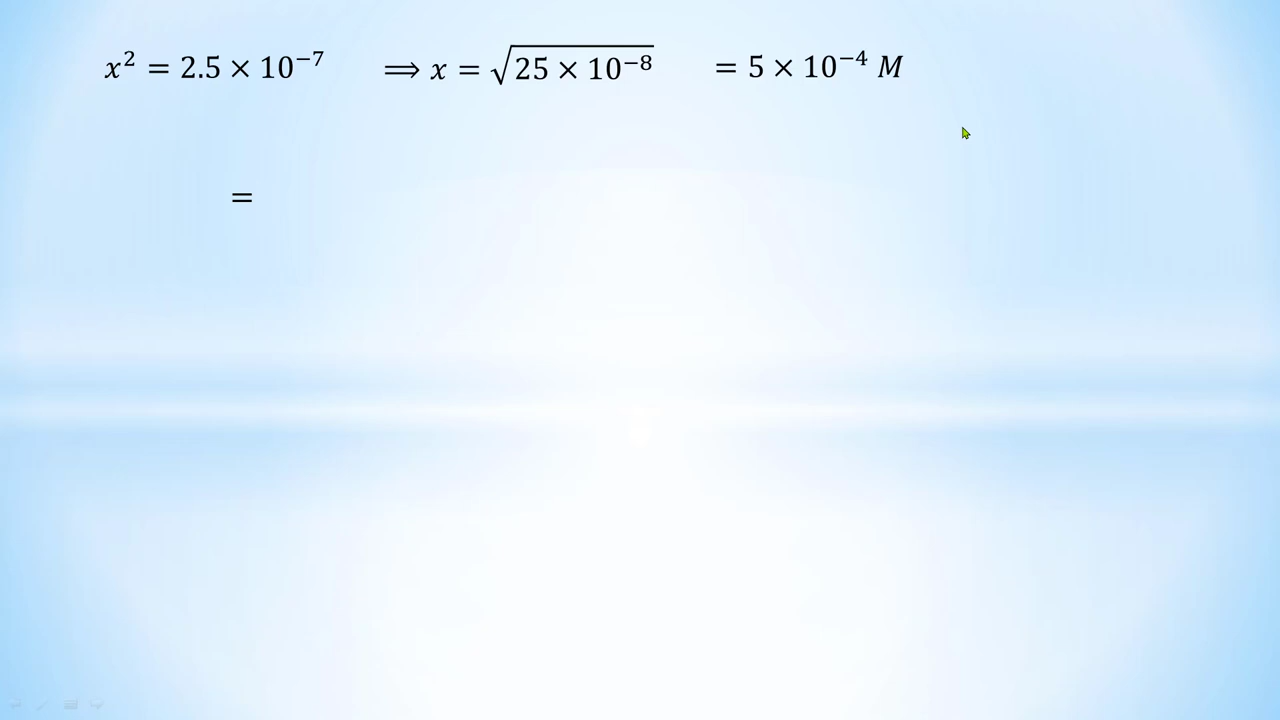 x² = 2.5 × 10⁻⁷ ⟹ x = √(25 × 10⁻⁸) = 5 × 10⁻⁴ M
=